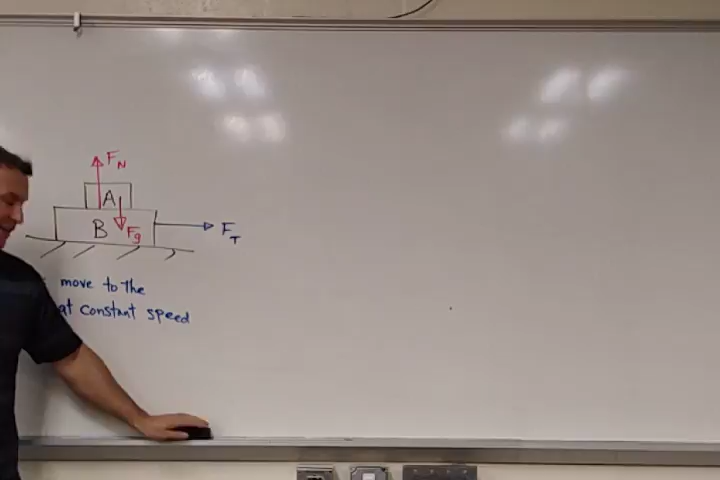 F_N
A
B
F_g
F_T
move to the
at constant speed